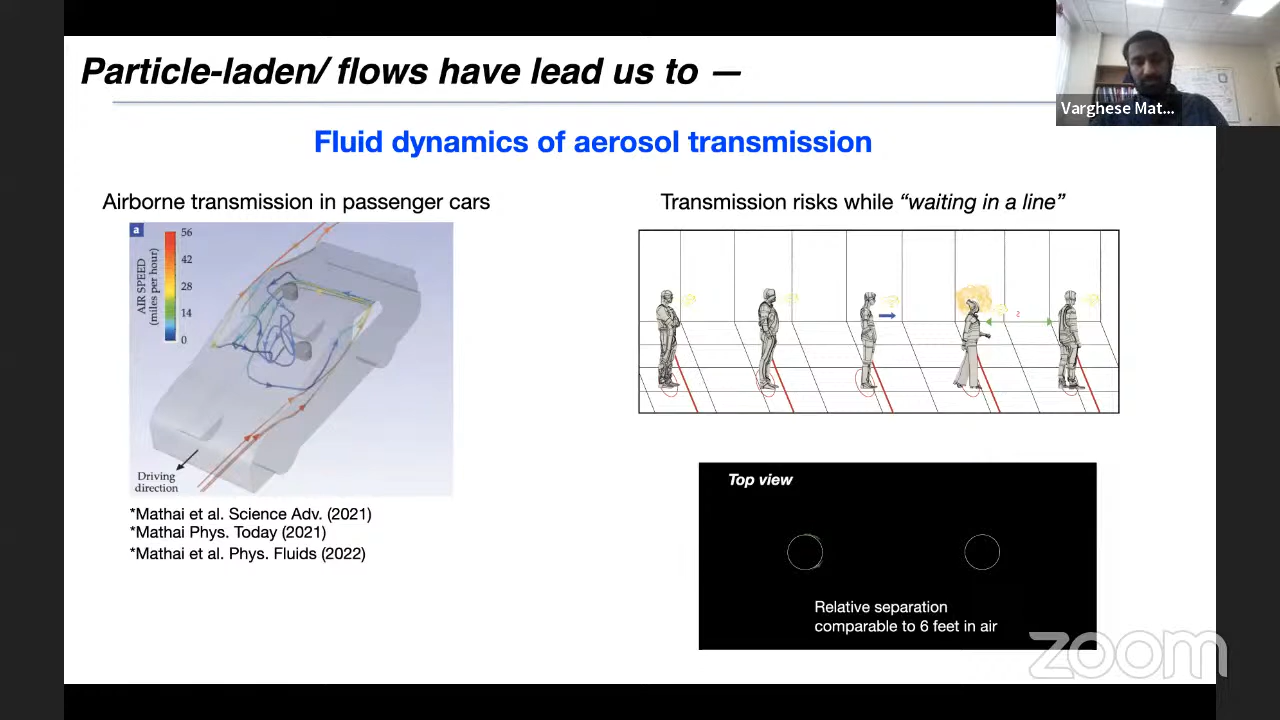 Particle-laden/ flows have lead us to —
Varghese Mat...
Fluid dynamics of aerosol transmission
Airborne transmission in passenger cars
a
AIR SPEED
(miles per hour)
56
42
28
14
0
Driving
direction
*Mathai et al. Science Adv. (2021)
*Mathai Phys. Today (2021)
*Mathai et al. Phys. Fluids (2022)
Transmission risks while “waiting in a line”
2
Top view
Relative separation
comparable to 6 feet in air
zoom